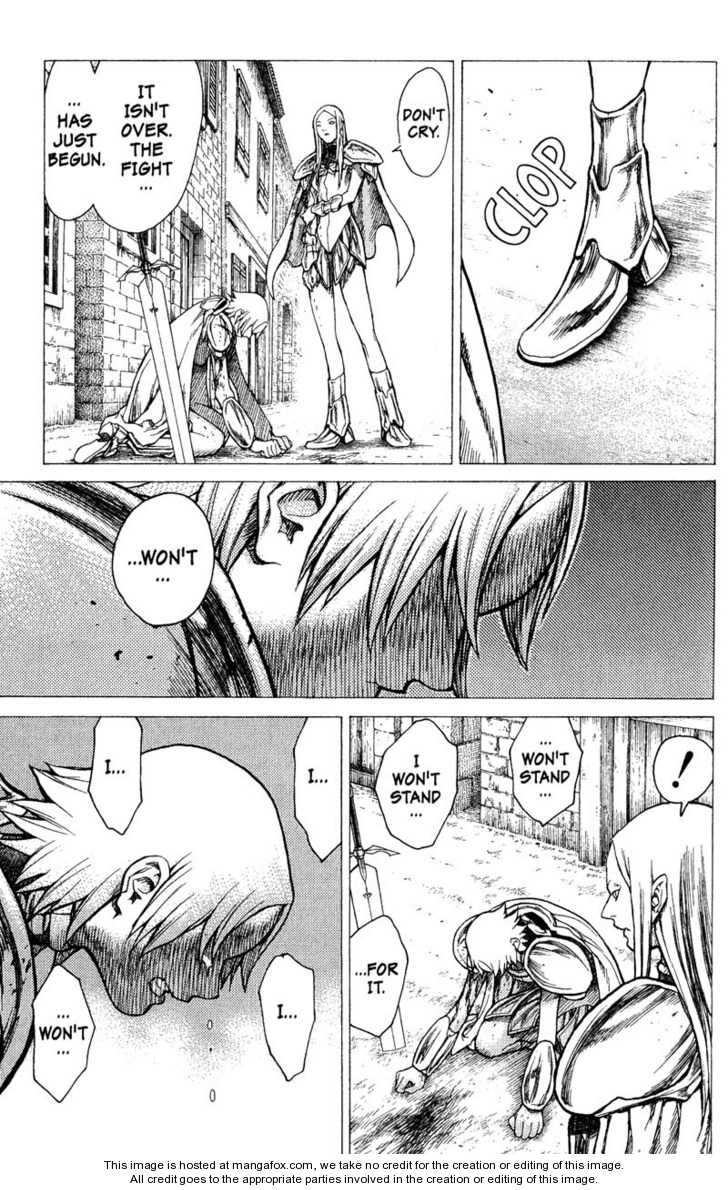 CLOP
DON'T
CRY.
IT
ISN'T
OVER.
THE
FIGHT
...
...
HAS
JUST
BEGUN.
...WON'T
...
!
...
WON'T
STAND
...
I
WON'T
STAND
...
...FOR
IT.
I...
I...
I...
...
WON'T
...
This image is hosted at mangafox.com, we take no credit for the creation or editing of this image.
All credit goes to the appropriate parties involved in the creation or editing of this image.